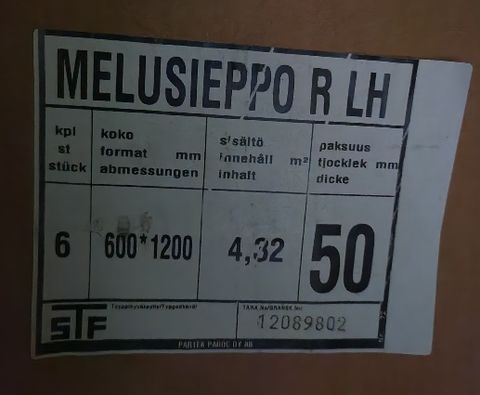 MELUSIEPPO R LH
kpl koko sisältö paksuus
st format mm innehåll m² tjocklek mm
stück abmessungen inhalt dicke
6 600*1200 4,32 50
STF 12089802
PARTEK PAROC OY AB